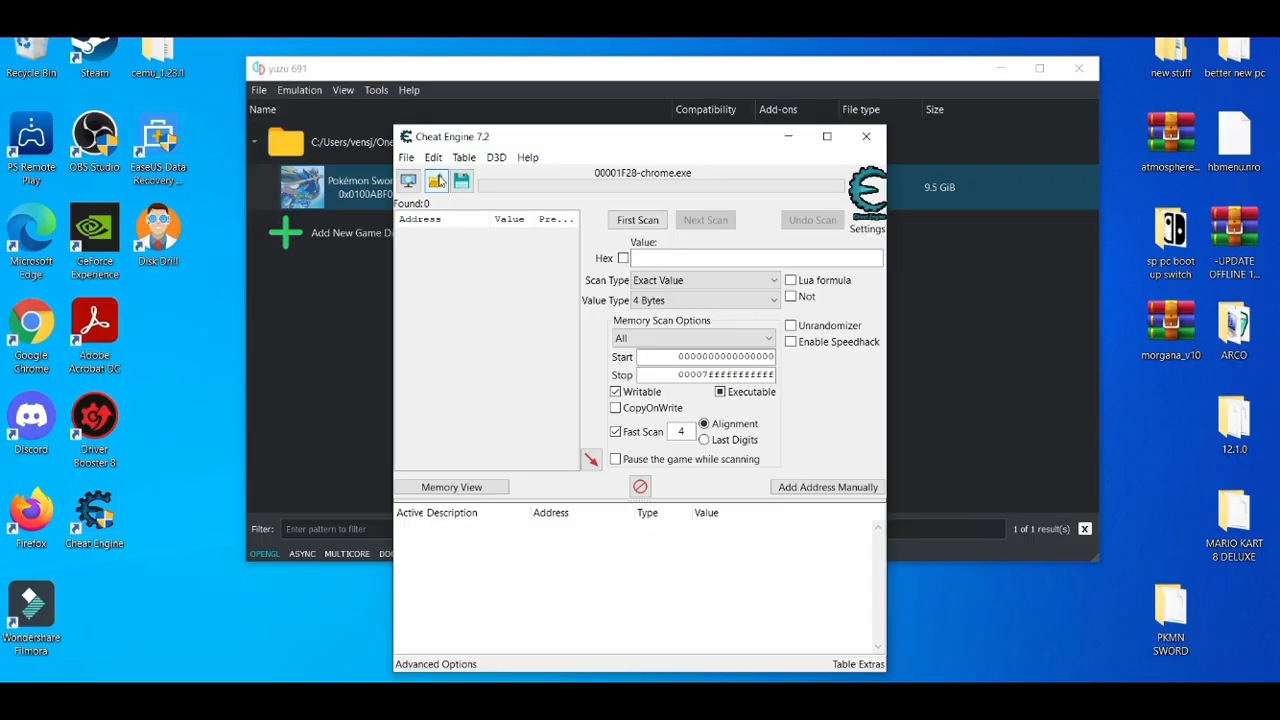 Recycle Bin
Steam
cemu_1.23.1
PS Remote
Play
OBS Studio
EaseUS Data
Recovery ...
Microsoft
Edge
GeForce
Experience
Disk Drill
Google
Chrome
Adobe
Acrobat DC
Discord
Driver
Booster 8
Firefox
Cheat Engine
Wondershare
Filmora
yuzu 691
File Emulation View Tools Help
Name Compatibility Add-ons File type Size
C:/Users/vensj/One
Pokémon Swor
0x0100ABF0
9.5 GiB
Add New Game D
Filter: Enter pattern to filter
1 of 1 result(s) X
OPENGL ASYNC MULTICORE DOC
Cheat Engine 7.2
File Edit Table D3D Help
00001F28-chrome.exe
Found:0
Address Value Pre...
Settings
First Scan Next Scan Undo Scan
Value:
Hex
Scan Type Exact Value
Lua formula
Value Type 4 Bytes
Not
Memory Scan Options
All
Unrandomizer
Enable Speedhack
Start 0000000000000000
Stop 00007fffffffffff
Writable Executable
CopyOnWrite
Fast Scan 4 Alignment
Last Digits
Pause the game while scanning
Memory View Add Address Manually
Active Description Address Type Value
Advanced Options Table Extras
new stuff
better new pc
atmosphere...
hbmenu.nro
sp pc boot
up switch
-UPDATE
OFFLINE 1...
morgana_v10
ARCO
12.1.0
MARIO KART
8 DELUXE
PKMN
SWORD